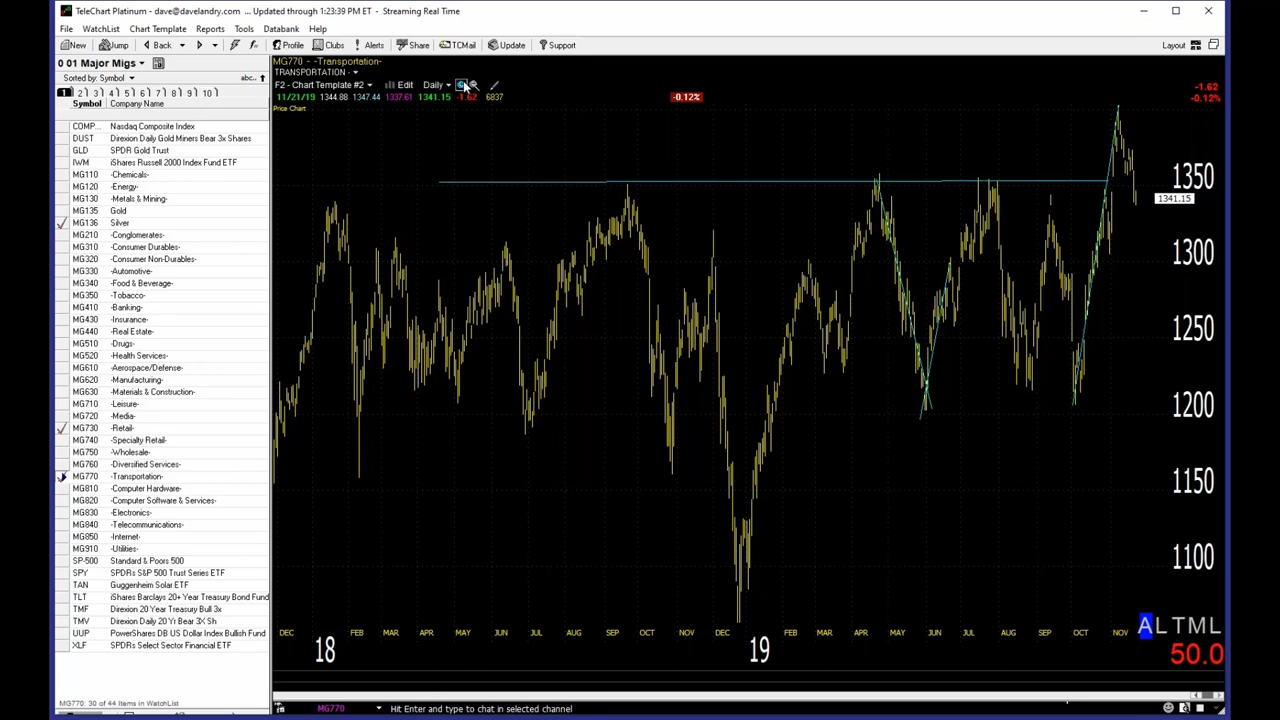 TeleChart Platinum - dave@davelandry.com ... Updated through 1:23:39 PM ET - Streaming Real Time
File WatchList Chart Template Reports Tools Databank Help
New Jump Back Profile Clubs Alerts Share TCMail Update Support Layout
0 01 Major Migs
Sorted by: Symbol abc..
1 2 3 4 5 6 7 8 9 10
Symbol Company Name
COMP... Nasdaq Composite Index
DUST Direxion Daily Gold Miners Bear 3x Shares
GLD SPDR Gold Trust
IWM iShares Russell 2000 Index Fund ETF
MG110 -Chemicals-
MG120 -Energy-
MG130 -Metals & Mining-
MG135 Gold
MG136 Silver
MG210 -Conglomerates-
MG310 -Consumer Durables-
MG320 -Consumer Non-Durables-
MG330 -Automotive-
MG340 -Food & Beverage-
MG350 -Tobacco-
MG410 -Banking-
MG430 -Insurance-
MG440 -Real Estate-
MG510 -Drugs-
MG520 -Health Services-
MG610 -Aerospace/Defense-
MG620 -Manufacturing-
MG630 -Materials & Construction-
MG710 -Leisure-
MG720 -Media-
MG730 -Retail-
MG740 -Specialty Retail-
MG750 -Wholesale-
MG760 -Diversified Services-
MG770 -Transportation-
MG810 -Computer Hardware-
MG820 -Computer Software & Services-
MG830 -Electronics-
MG840 -Telecommunications-
MG850 -Internet-
MG910 -Utilities-
SP-500 Standard & Poors 500
SPY SPDRs S&P 500 Trust Series ETF
TAN Guggenheim Solar ETF
TLT iShares Barclays 20+ Year Treasury Bond Fund
TMF Direxion 20 Year Treasury Bull 3x
TMV Direxion Daily 20 Yr Bear 3X Sh
UUP PowerShares DB US Dollar Index Bullish Fund
XLF SPDRs Select Sector Financial ETF
MG770: 30 of 44 Items in WatchList
MG770 - -Transportation-
TRANSPORTATION -
F2 - Chart Template #2 Edit Daily
11/21/19 1344.88 1347.44 1337.61 1341.15 -1.62 6837 -0.12%
Price Chart
-1.62
-0.12%
1350
1341.15
1300
1250
1200
1150
1100
DEC FEB MAR APR MAY JUN JUL AUG SEP OCT NOV DEC FEB MAR APR MAY JUN JUL AUG SEP OCT NOV
18 19
ALTML
50.0
MG770 Hit Enter and type to chat in selected channel